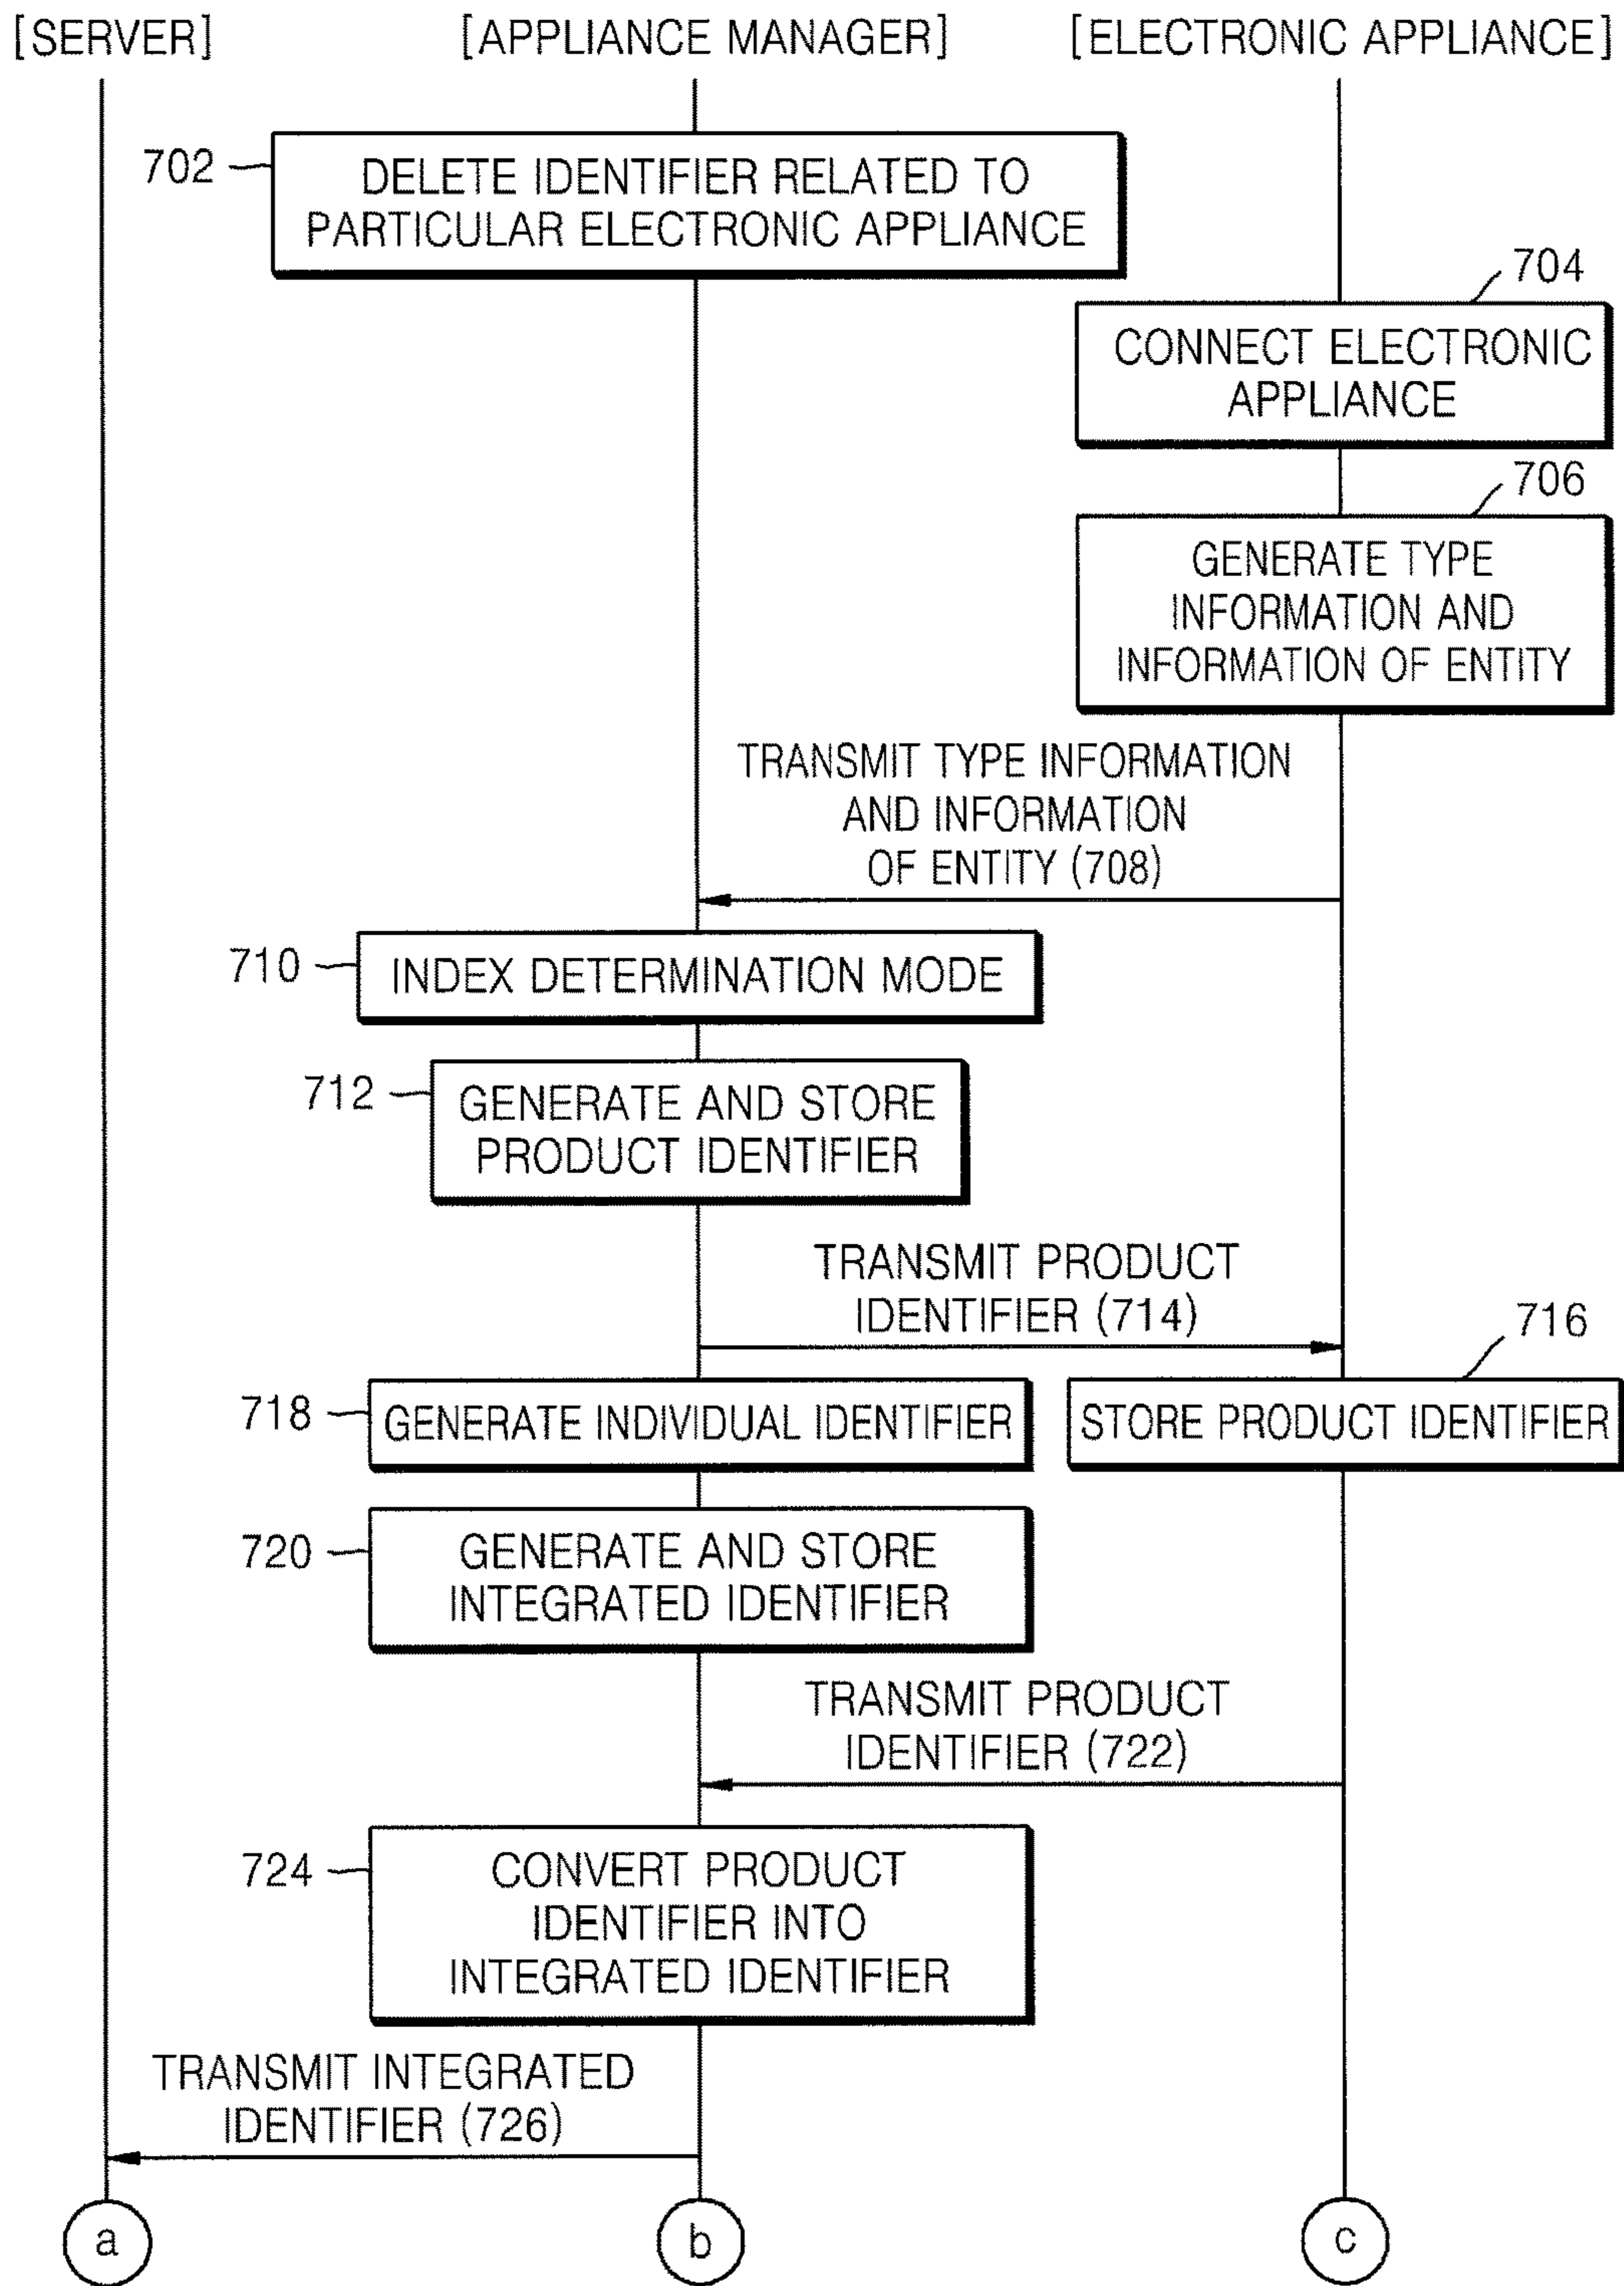 [SERVER]
[APPLIANCE MANAGER]
[ELECTRONIC APPLIANCE]
702
DELETE IDENTIFIER RELATED TO
PARTICULAR ELECTRONIC APPLIANCE
704
CONNECT ELECTRONIC
APPLIANCE
706
GENERATE TYPE
INFORMATION AND
INFORMATION OF ENTITY
TRANSMIT TYPE INFORMATION
AND INFORMATION
OF ENTITY (708)
710
INDEX DETERMINATION MODE
712
GENERATE AND STORE
PRODUCT IDENTIFIER
TRANSMIT PRODUCT
IDENTIFIER (714)
716
718
GENERATE INDIVIDUAL IDENTIFIER
STORE PRODUCT IDENTIFIER
720
GENERATE AND STORE
INTEGRATED IDENTIFIER
TRANSMIT PRODUCT
IDENTIFIER (722)
724
CONVERT PRODUCT
IDENTIFIER INTO
INTEGRATED IDENTIFIER
TRANSMIT INTEGRATED
IDENTIFIER (726)
a
b
c